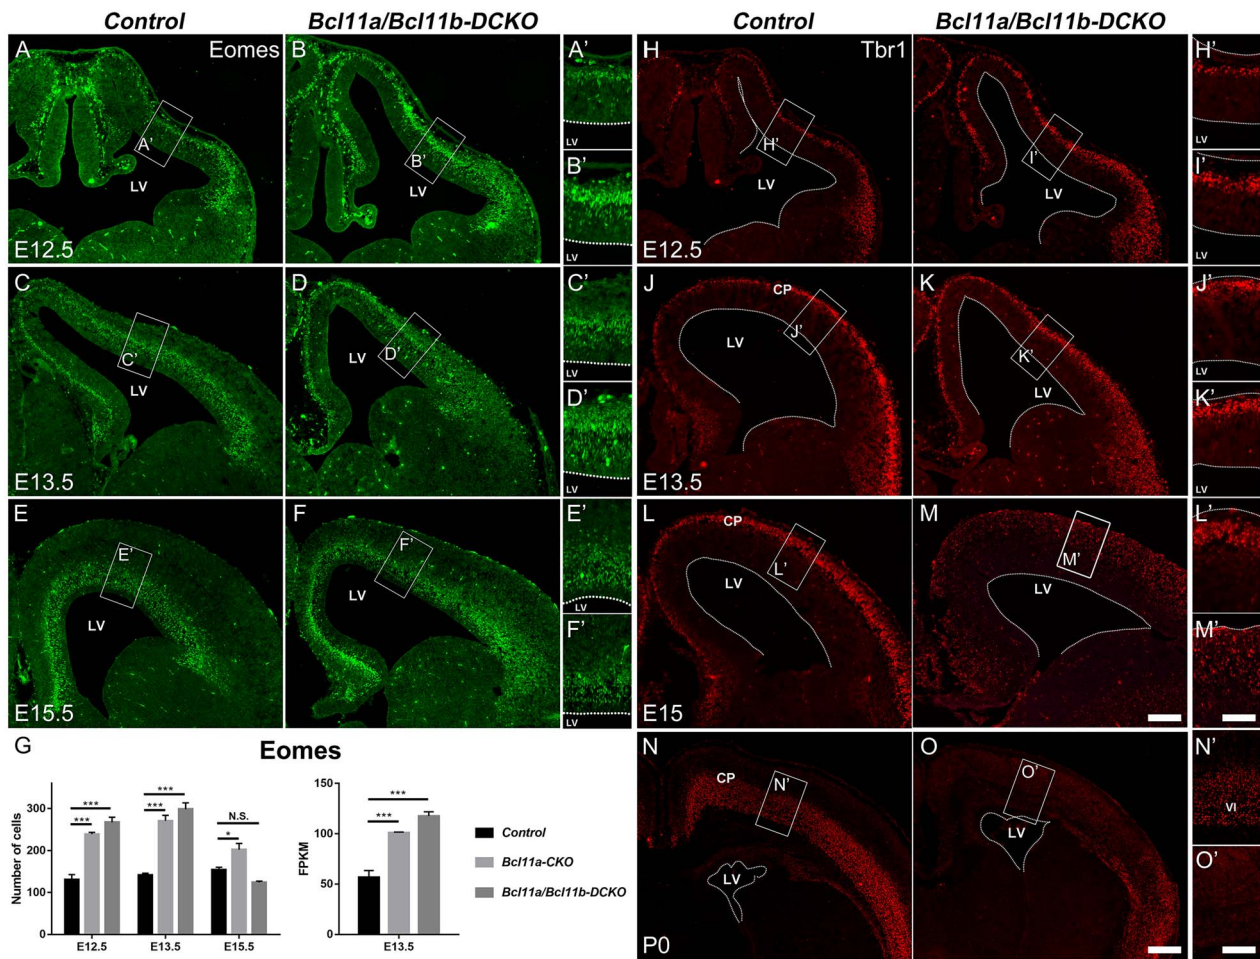 Control Bcl11a/Bcl11b-DCKO Control Bcl11a/Bcl11b-DCKO
A Eomes B A' H Tbr1 I H'
A' B' LV LV LV H' I' LV LV LV
B' I'
E12.5 LV E12.5 LV
C D C' J CP K J'
C' D' LV LV LV LV J' K' LV LV
D' K'
E13.5 LV E13.5 LV
E F E' L CP M L'
E' F' LV LV LV L' M' LV LV
F' M'
E15.5 LV E15
G Eomes
Number of cells
300
200
100
0
*** *** *** *** N.S. *
E12.5 E13.5 E15.5
FPKM
150
100
50
0
*** ***
E13.5
Control
Bcl11a-CKO
Bcl11a/Bcl11b-DCKO
N CP N' O O' N'
VI
LV LV O'
P0